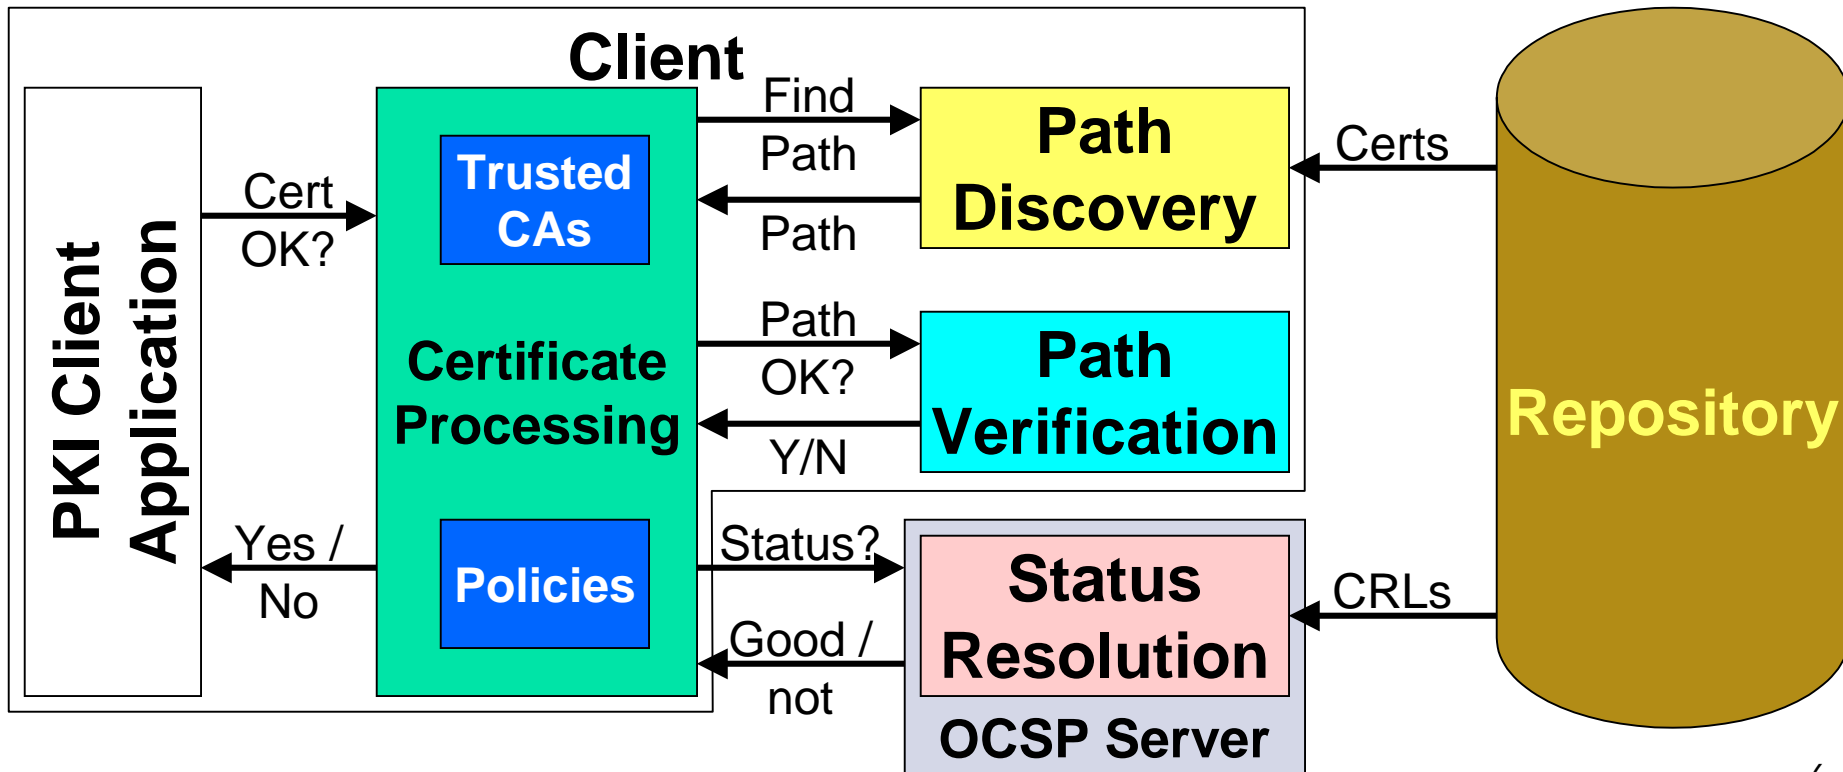 Client
PKI Client
Application
Cert
OK?
Yes /
No
Trusted
CAs
Certificate
Processing
Policies
Find
Path
Path
Path
OK?
Y/N
Status?
Good /
not
Path
Discovery
Path
Verification
Status
Resolution
OCSP Server
Certs
CRLs
Repository